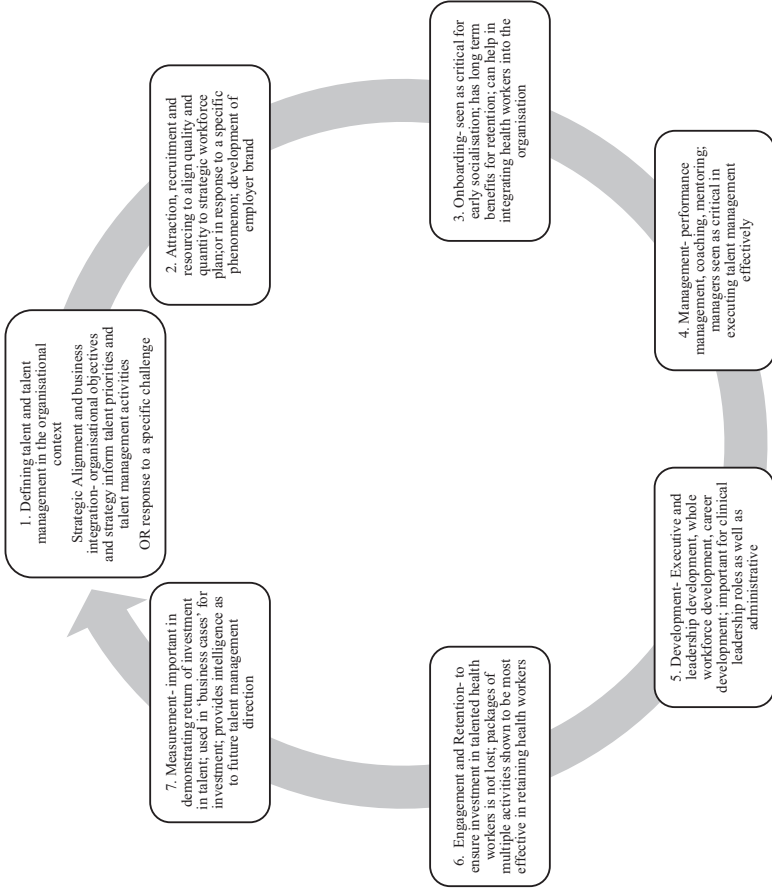 1. Defining talent and talent
management in the organisational
context
Strategic Alignment and business
integration- organisational objectives
and strategy inform talent priorities and
talent management activities
OR response to a specific challenge
2. Attraction, recruitment and
resourcing to align quality and
quantity to strategic workforce
plan;or in response to a specific
phenomenon; development of
employer brand
3. Onboarding- seen as critical for
early socialisation; has long term
benefits for retention; can help in
integrating health workers into the
organisation
4. Management- performance
management, coaching, mentoring;
managers seen as critical in
executing talent management
effectively
5. Development- Executive and
leadership development, whole
workforce development, career
development; important for clinical
leadership roles as well as
administrative
6. Engagement and Retention- to
ensure investment in talented health
workers is not lost; packages of
multiple activities shown to be most
effective in retaining health workers
7. Measurement- important in
demonstrating return of investment
in talent; used in ‘business cases’ for
investment; provides intelligence as
to future talent management
direction